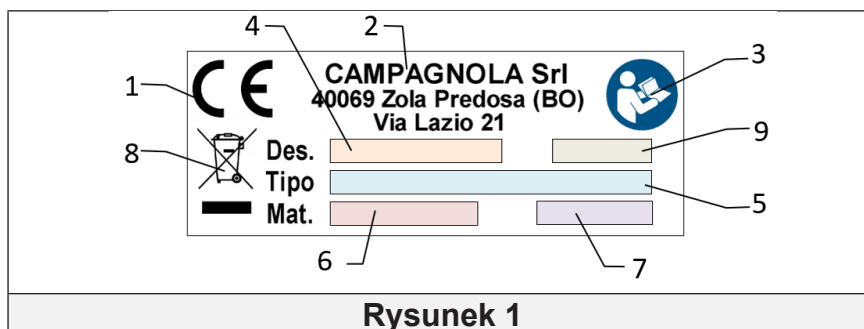 4 2
1 3
CE CAMPAGNOLA Srl
40069 Zola Predosa (BO)
Via Lazio 21
9
8 Des.
Tipo
5
Mat.
6 7
Rysunek 1